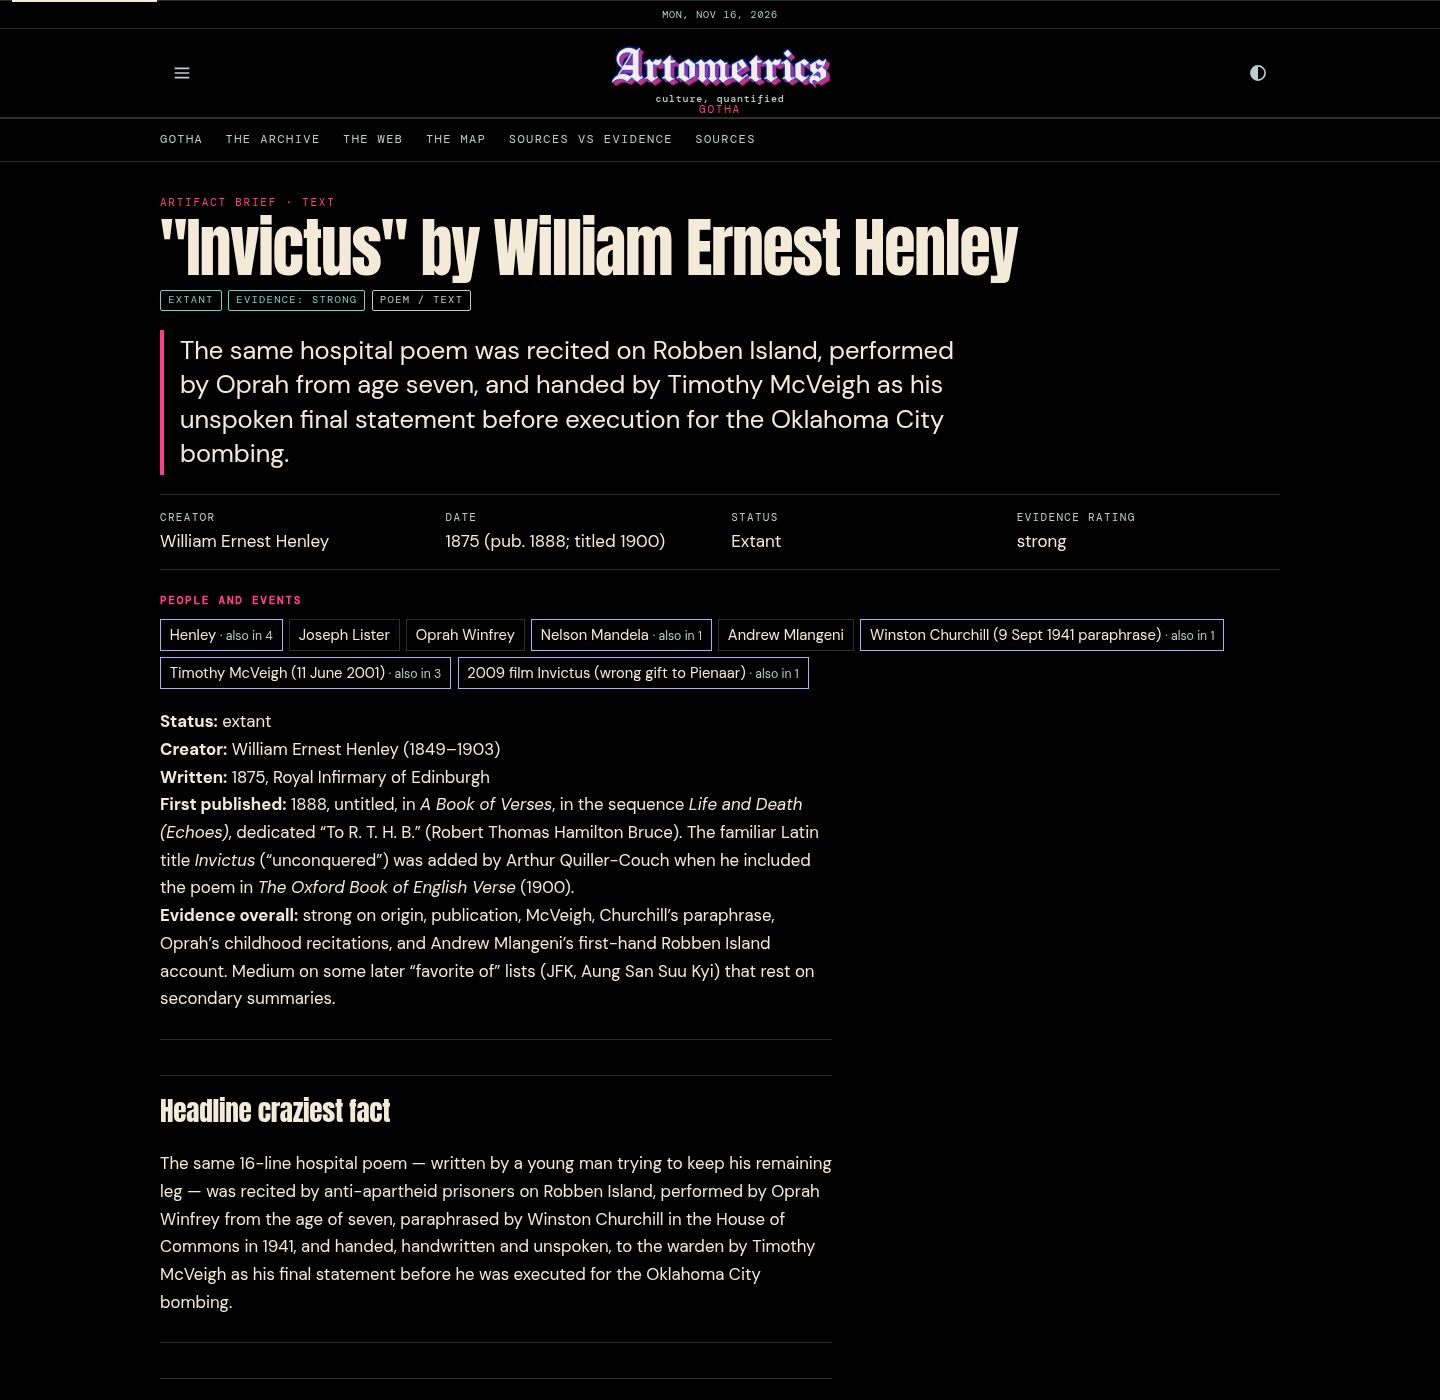 MON, NOV 16, 2026
Artometrics
culture, quantified
GOTHA
GOTHA THE ARCHIVE THE WEB THE MAP SOURCES VS EVIDENCE SOURCES
ARTIFACT BRIEF · TEXT
"Invictus" by William Ernest Henley
EXTANT EVIDENCE: STRONG POEM / TEXT
The same hospital poem was recited on Robben Island, performed
by Oprah from age seven, and handed by Timothy McVeigh as his
unspoken final statement before execution for the Oklahoma City
bombing.
CREATOR DATE STATUS EVIDENCE RATING
William Ernest Henley 1875 (pub. 1888; titled 1900) Extant strong
PEOPLE AND EVENTS
Henley · also in 4 Joseph Lister Oprah Winfrey Nelson Mandela · also in 1 Andrew Mlangeni Winston Churchill (9 Sept 1941 paraphrase) · also in 1
Timothy McVeigh (11 June 2001) · also in 3 2009 film Invictus (wrong gift to Pienaar) · also in 1
Status: extant
Creator: William Ernest Henley (1849–1903)
Written: 1875, Royal Infirmary of Edinburgh
First published: 1888, untitled, in A Book of Verses, in the sequence Life and Death
(Echoes), dedicated “To R. T. H. B.” (Robert Thomas Hamilton Bruce). The familiar Latin
title Invictus (“unconquered”) was added by Arthur Quiller-Couch when he included
the poem in The Oxford Book of English Verse (1900).
Evidence overall: strong on origin, publication, McVeigh, Churchill’s paraphrase,
Oprah’s childhood recitations, and Andrew Mlangeni’s first-hand Robben Island
account. Medium on some later “favorite of” lists (JFK, Aung San Suu Kyi) that rest on
secondary summaries.
Headline craziest fact
The same 16-line hospital poem — written by a young man trying to keep his remaining
leg — was recited by anti-apartheid prisoners on Robben Island, performed by Oprah
Winfrey from the age of seven, paraphrased by Winston Churchill in the House of
Commons in 1941, and handed, handwritten and unspoken, to the warden by Timothy
McVeigh as his final statement before he was executed for the Oklahoma City
bombing.